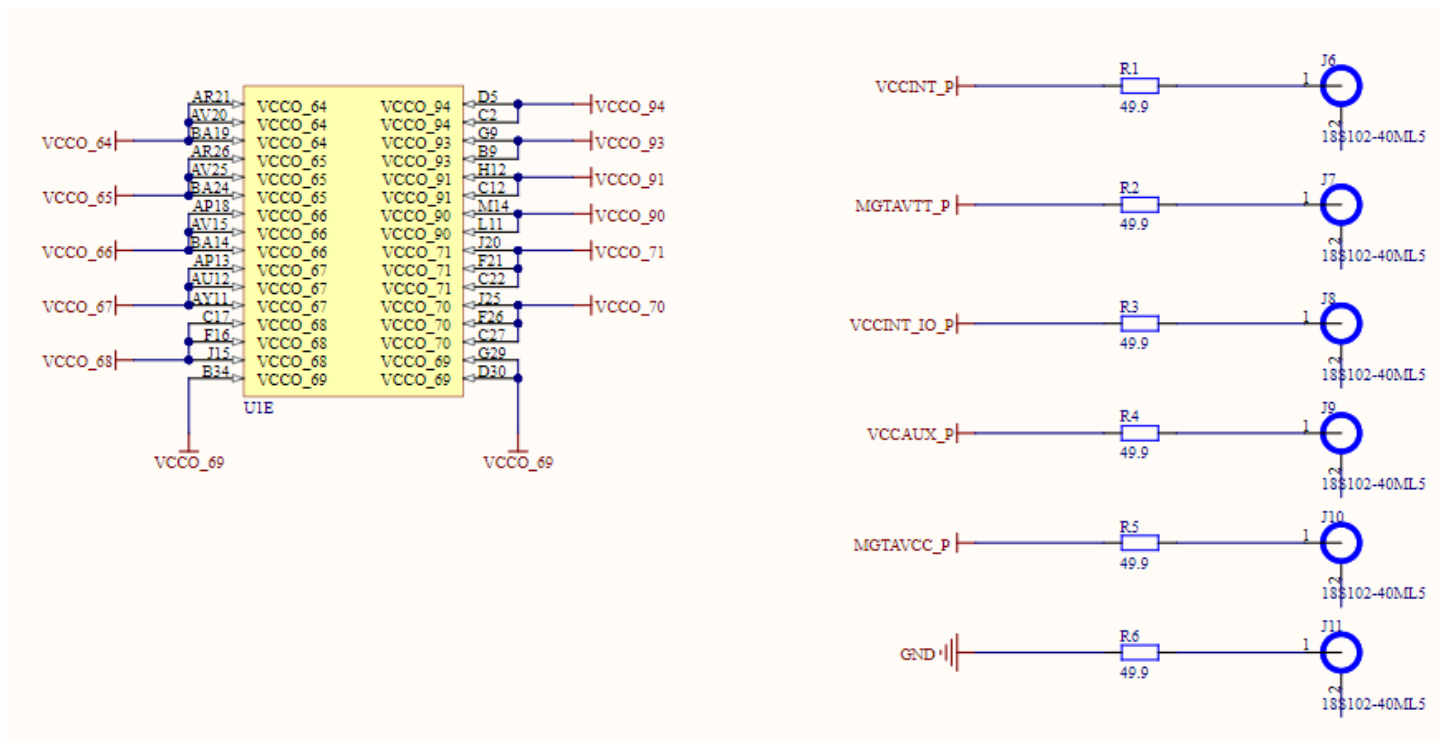 AR21 VCCO_64 VCCO_94 D5 VCCO_94
AV20 VCCO_64 VCCO_94 C2
VCCO_64 BA19 VCCO_64 VCCO_93 G9 VCCO_93
AR26 VCCO_65 VCCO_93 B9
AV25 VCCO_65 VCCO_91 H12 VCCO_91
VCCO_65 BA24 VCCO_65 VCCO_91 C12
AP18 VCCO_66 VCCO_90 M14 VCCO_90
AV15 VCCO_66 VCCO_90 L11
VCCO_66 BA14 VCCO_66 VCCO_71 J20 VCCO_71
AP13 VCCO_67 VCCO_71 F21
AU12 VCCO_67 VCCO_71 C22
VCCO_67 AY11 VCCO_67 VCCO_70 J25 VCCO_70
C17 VCCO_68 VCCO_70 F26
F16 VCCO_68 VCCO_70 C27
VCCO_68 J15 VCCO_68 VCCO_69 G29
B34 VCCO_69 VCCO_69 D30
U1E
VCCO_69 VCCO_69
J6
VCCINT_P R1 1
49.9
2
18S102-40ML5
J7
MGTAVTT_P R2 1
49.9
2
18S102-40ML5
J8
VCCINT_IO_P R3 1
49.9
2
18S102-40ML5
J9
VCCAUX_P R4 1
49.9
2
18S102-40ML5
J10
MGTAVCC_P R5 1
49.9
2
18S102-40ML5
J11
GND R6 1
49.9
2
18S102-40ML5